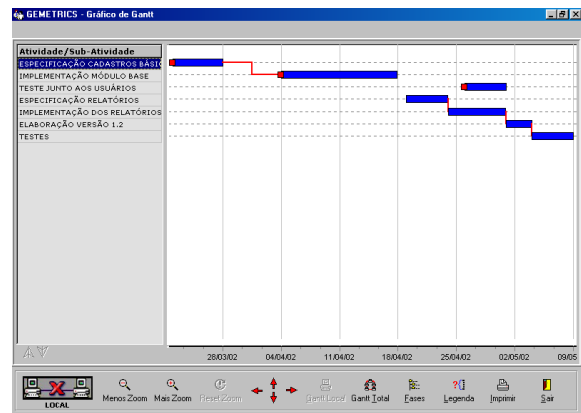 GEMETRICS - Gráfico de Gantt
Atividade/Sub-Atividade
ESPECIFICAÇÃO CADASTROS BÁSIC
IMPLEMENTAÇÃO MÓDULO BASE
TESTE JUNTO AOS USUÁRIOS
ESPECIFICAÇÃO RELATÓRIOS
IMPLEMENTAÇÃO DOS RELATÓRIOS
ELABORAÇÃO VERSÃO 1.2
TESTES
28/03/02 04/04/02 11/04/02 18/04/02 25/04/02 02/05/02 09/05
LOCAL Menos Zoom Mais Zoom Reset Zoom Gantt Local Gantt Total Fases Legenda Imprimir Sair